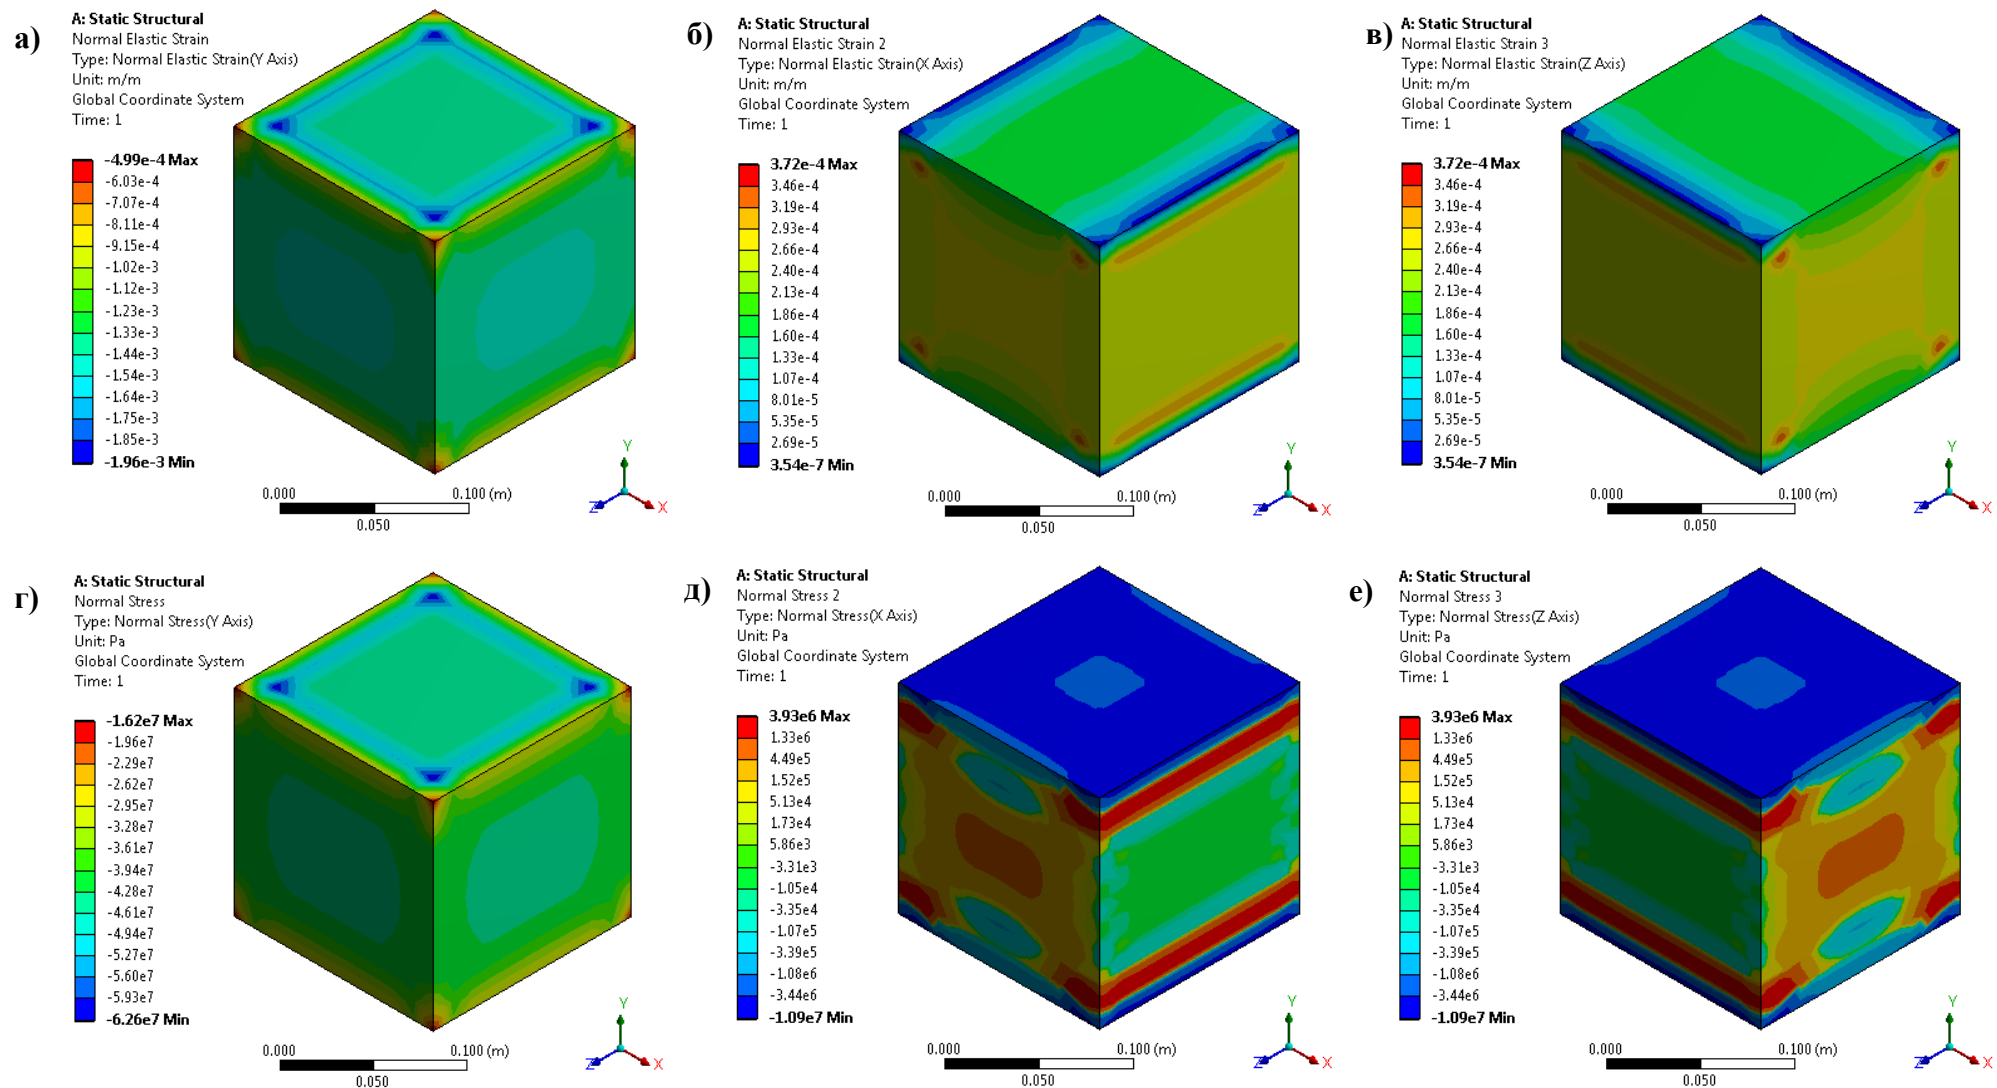 а)
A: Static Structural
Normal Elastic Strain
Type: Normal Elastic Strain(Y Axis)
Unit: m/m
Global Coordinate System
Time: 1
-4.99e-4 Max
-6.03e-4
-7.07e-4
-8.11e-4
-9.15e-4
-1.02e-3
-1.12e-3
-1.23e-3
-1.33e-3
-1.44e-3
-1.54e-3
-1.64e-3
-1.75e-3
-1.85e-3
-1.96e-3 Min
0.000
0.100 (m)
0.050
Y
Z
X
б)
A: Static Structural
Normal Elastic Strain 2
Type: Normal Elastic Strain(X Axis)
Unit: m/m
Global Coordinate System
Time: 1
3.72e-4 Max
3.46e-4
3.19e-4
2.93e-4
2.66e-4
2.40e-4
2.13e-4
1.86e-4
1.60e-4
1.33e-4
1.07e-4
8.01e-5
5.35e-5
2.69e-5
3.54e-7 Min
0.000
0.100 (m)
0.050
Y
Z
X
в)
A: Static Structural
Normal Elastic Strain 3
Type: Normal Elastic Strain(Z Axis)
Unit: m/m
Global Coordinate System
Time: 1
3.72e-4 Max
3.46e-4
3.19e-4
2.93e-4
2.66e-4
2.40e-4
2.13e-4
1.86e-4
1.60e-4
1.33e-4
1.07e-4
8.01e-5
5.35e-5
2.69e-5
3.54e-7 Min
0.000
0.100 (m)
0.050
Y
Z
X
г)
A: Static Structural
Normal Stress
Type: Normal Stress(Y Axis)
Unit: Pa
Global Coordinate System
Time: 1
-1.62e7 Max
-1.96e7
-2.29e7
-2.62e7
-2.95e7
-3.28e7
-3.61e7
-3.94e7
-4.28e7
-4.61e7
-4.94e7
-5.27e7
-5.60e7
-5.93e7
-6.26e7 Min
0.000
0.100 (m)
0.050
Y
Z
X
д)
A: Static Structural
Normal Stress 2
Type: Normal Stress(X Axis)
Unit: Pa
Global Coordinate System
Time: 1
3.93e6 Max
1.33e6
4.49e5
1.52e5
5.13e4
1.73e4
5.86e3
-3.31e3
-1.05e4
-3.35e4
-1.07e5
-3.39e5
-1.08e6
-3.44e6
-1.09e7 Min
0.000
0.100 (m)
0.050
Y
Z
X
е)
A: Static Structural
Normal Stress 3
Type: Normal Stress(Z Axis)
Unit: Pa
Global Coordinate System
Time: 1
3.93e6 Max
1.33e6
4.49e5
1.52e5
5.13e4
1.73e4
5.86e3
-3.31e3
-1.05e4
-3.35e4
-1.07e5
-3.39e5
-1.08e6
-3.44e6
-1.09e7 Min
0.000
0.100 (m)
0.050
Y
Z
X